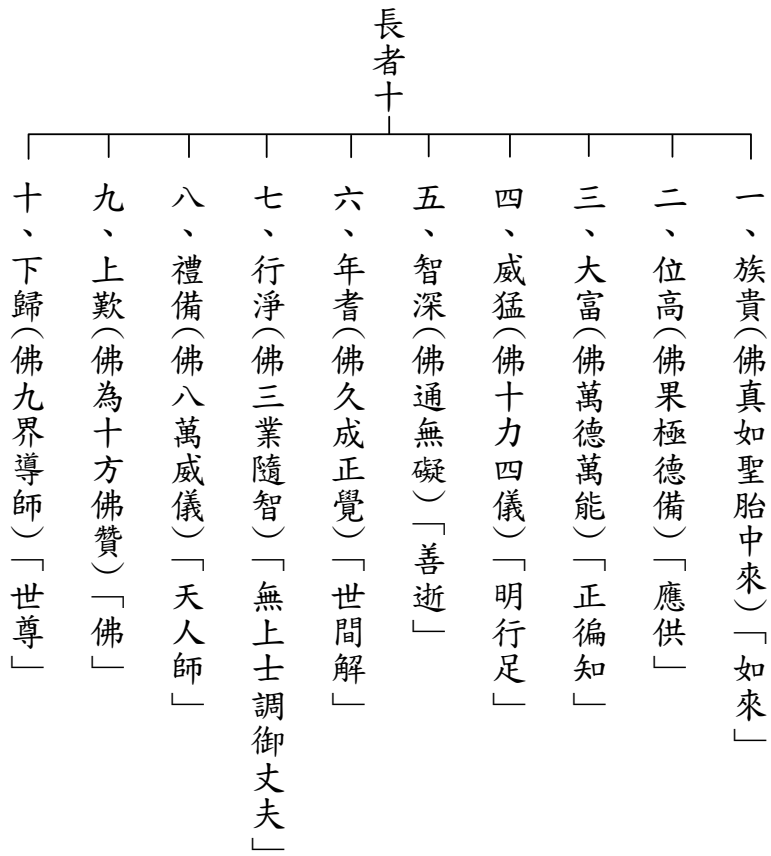 長者十
一、族貴(佛真如聖胎中來)「如來」
二、位高(佛果極德備)「應供」
三、大富(佛萬德萬能)「正徧知」
四、威猛(佛十力四儀)「明行足」
五、智深(佛通無礙)「善逝」
六、年耆(佛久成正覺)「世間解」
七、行淨(佛三業隨智)「無上士調御丈夫」
八、禮備(佛八萬威儀)「天人師」
九、上歎(佛為十方佛贊)「佛」
十、下歸(佛九界導師)「世尊」